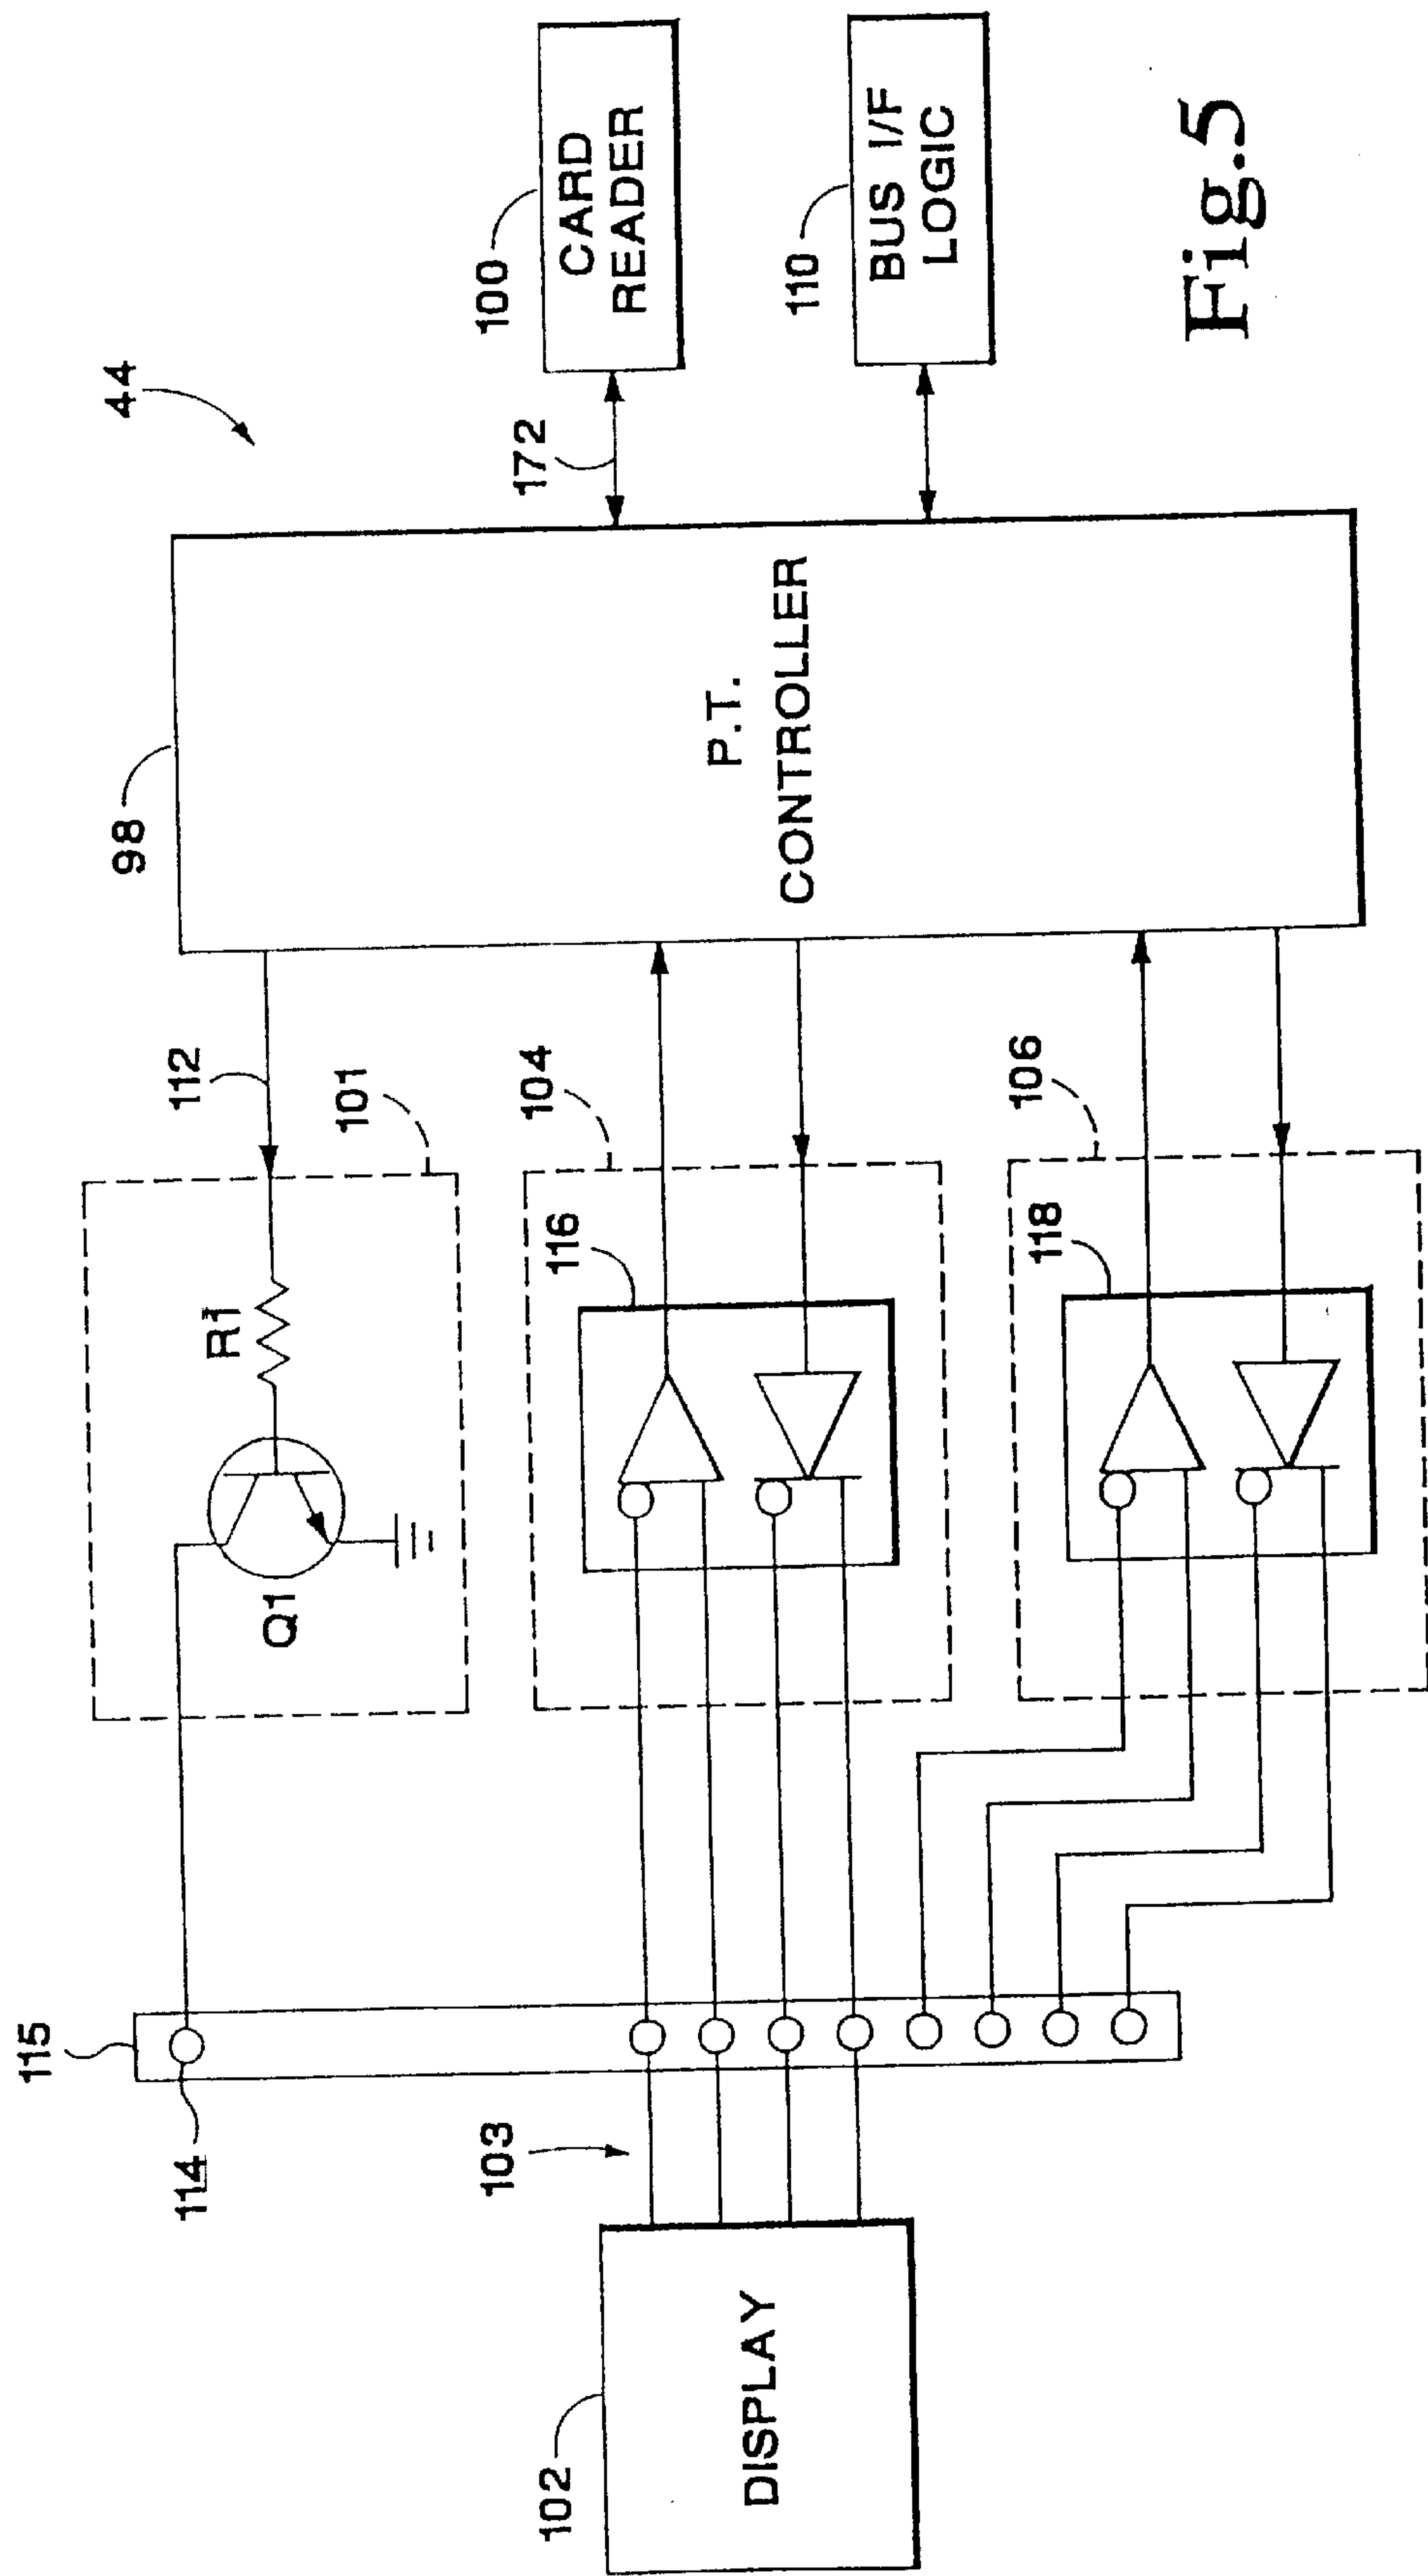 44
98
112
172
100
CARD
READER
110
BUS I/F
LOGIC
P.T.
CONTROLLER
101
R1
Q1
104
116
106
118
115
114
103
102
DISPLAY
Fig.5